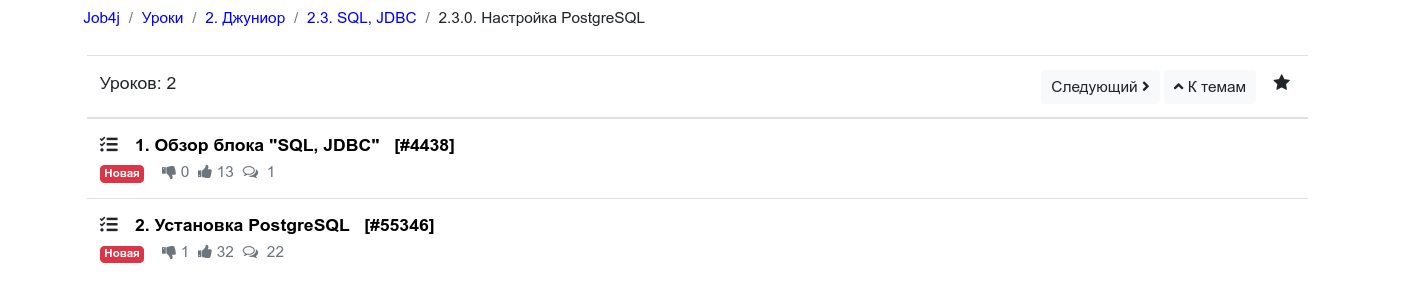 Job4j / Уроки / 2. Джуниор / 2.3. SQL, JDBC / 2.3.0. Настройка PostgreSQL
Уроков: 2 Следующий К темам
1. Обзор блока "SQL, JDBC" [#4438]
Новая 0 13 1
2. Установка PostgreSQL [#55346]
Новая 1 32 22